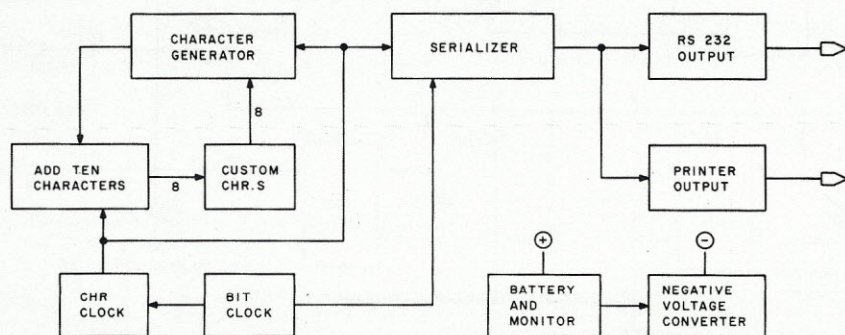 CHARACTER
GENERATOR
SERIALIZER
RS 232
OUTPUT
8
ADD TEN
CHARACTERS
8
CUSTOM
CHR.S
PRINTER
OUTPUT
+
−
CHR
CLOCK
BIT
CLOCK
BATTERY
AND
MONITOR
NEGATIVE
VOLTAGE
CONVERTER